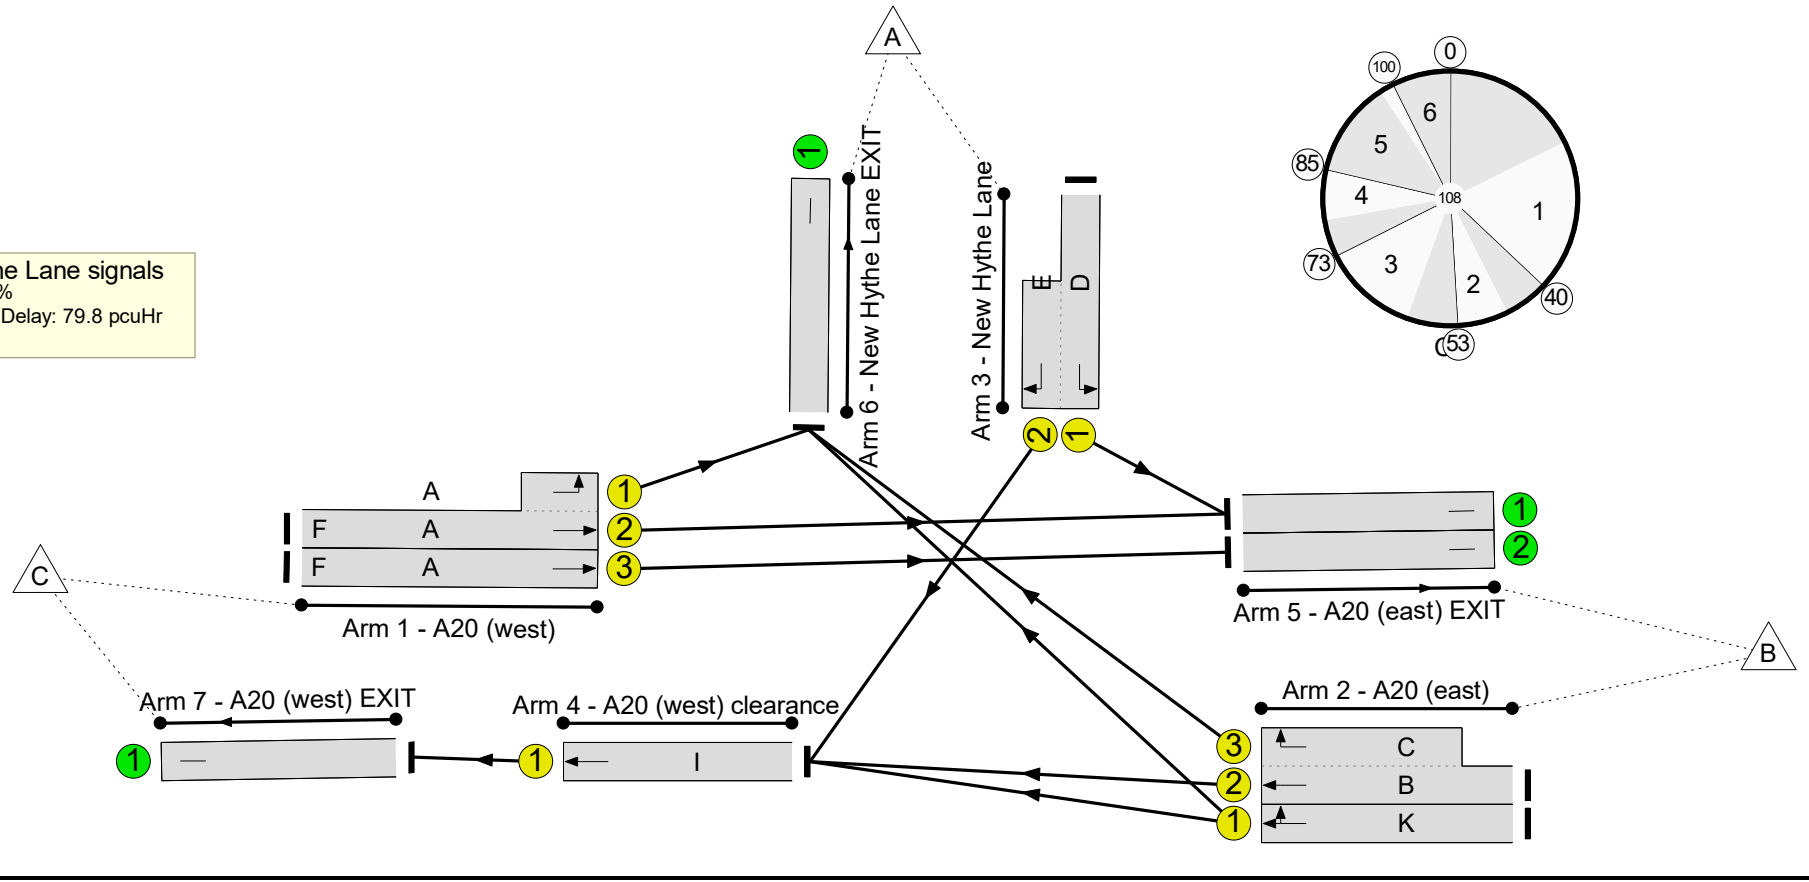 A
0
100
6
5
1
85
4
108
1
3
2
73
40
C
53
1
Arm 6 - New Hythe Lane EXIT
Arm 3 - New Hythe Lane
E
D
2
1
ne Lane signals
%
Delay: 79.8 pcuHr
A
1
F
A
2
F
A
3
C
Arm 1 - A20 (west)
1
2
Arm 5 - A20 (east) EXIT
B
Arm 2 - A20 (east)
Arm 7 - A20 (west) EXIT
Arm 4 - A20 (west) clearance
1
1
I
3
C
2
B
1
K